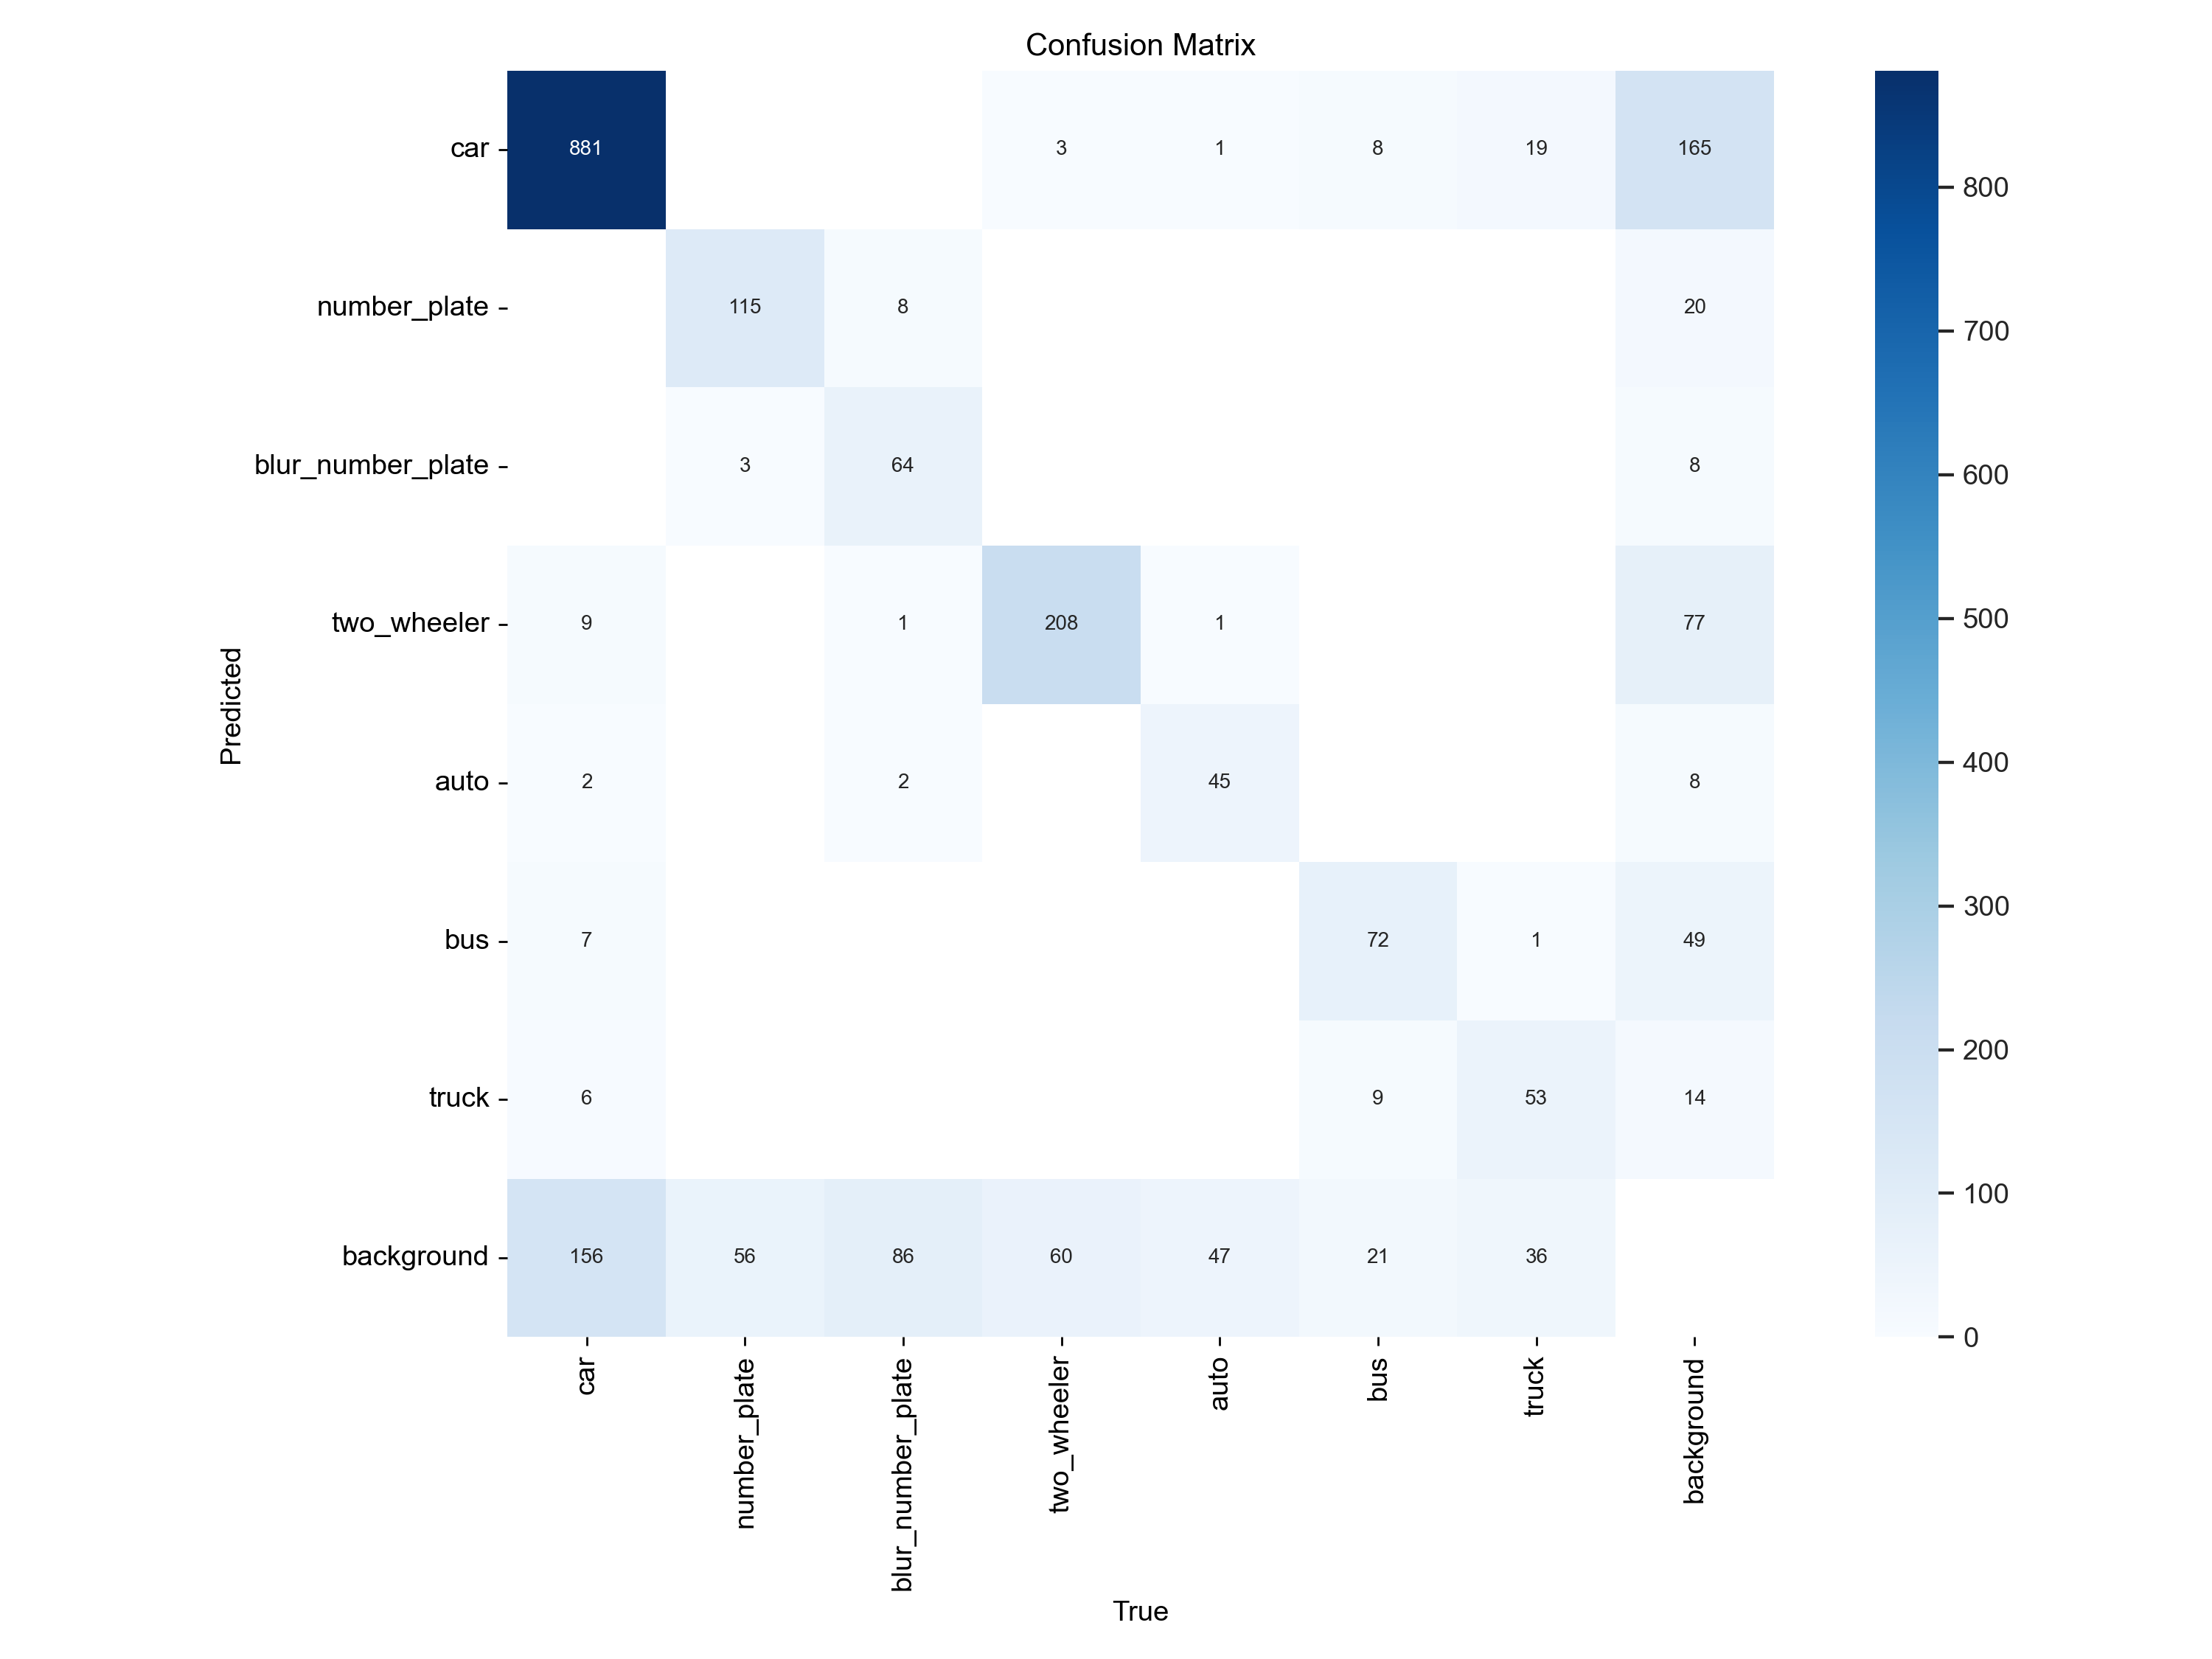 Confusion Matrix
car 881 3 1 8 19 165
number_plate 115 8 20
blur_number_plate 3 64 8
two_wheeler 9 1 208 1 77
auto 2 2 45 8
bus 7 72 1 49
truck 6 9 53 14
background 156 56 86 60 47 21 36
Predicted
car number_plate blur_number_plate two_wheeler auto bus truck background
True
800
700
600
500
400
300
200
100
0